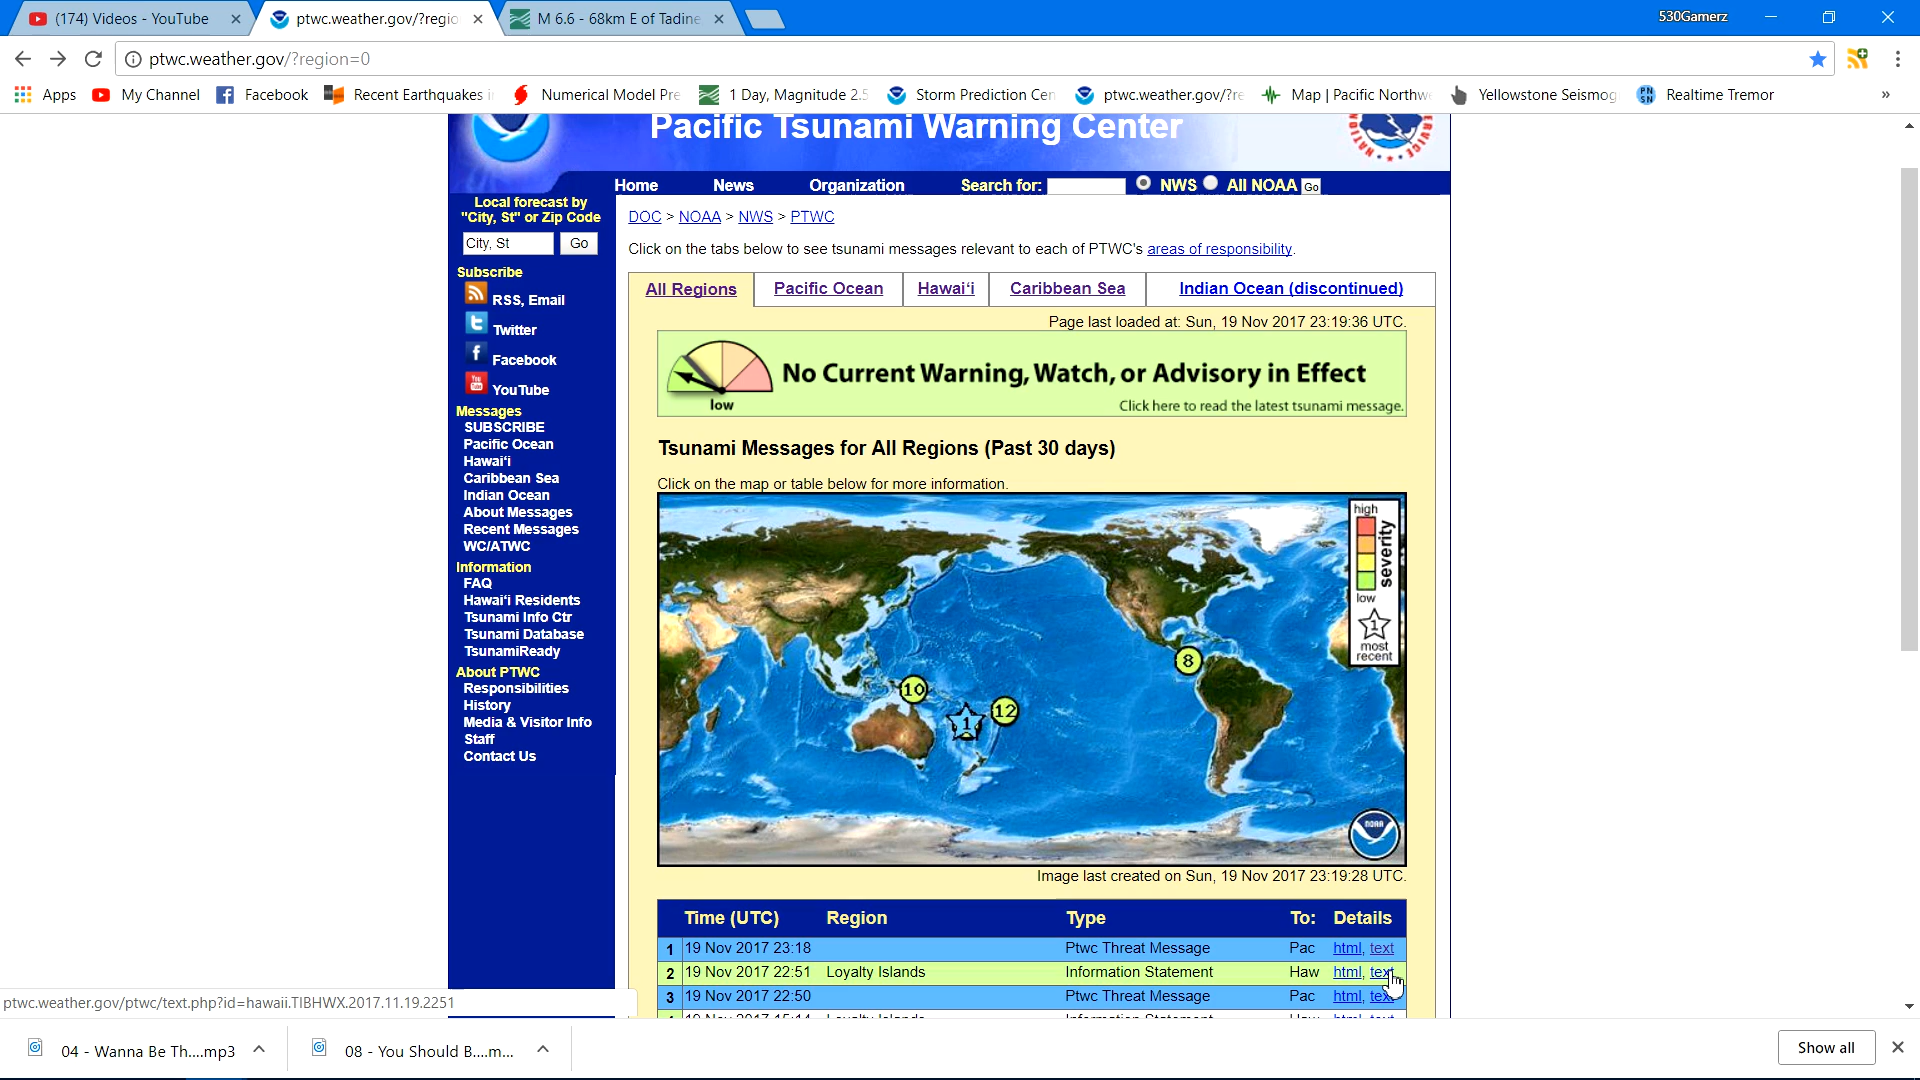 (174) Videos - YouTube
ptwc.weather.gov/?regio
M 6.6 - 68km E of Tadine
530Gamerz
ptwc.weather.gov/?region=0
Apps
My Channel
Facebook
Recent Earthquakes
Numerical Model Pre
1 Day, Magnitude 2.5
Storm Prediction Cen
ptwc.weather.gov/?re
Map | Pacific Northw
Yellowstone Seismog
PN SN
Realtime Tremor
»
Pacific Tsunami Warning Center
Home
News
Organization
Search for:
NWS
All NOAA
Go
Local forecast by
"City, St" or Zip Code
City, St
Go
Subscribe
RSS, Email
Twitter
Facebook
YouTube
Messages
SUBSCRIBE
Pacific Ocean
Hawai‘i
Caribbean Sea
Indian Ocean
About Messages
Recent Messages
WC/ATWC
Information
FAQ
Hawai‘i Residents
Tsunami Info Ctr
Tsunami Database
TsunamiReady
About PTWC
Responsibilities
History
Media & Visitor Info
Staff
Contact Us
DOC > NOAA > NWS > PTWC
Click on the tabs below to see tsunami messages relevant to each of PTWC's areas of responsibility.
All Regions
Pacific Ocean
Hawai‘i
Caribbean Sea
Indian Ocean (discontinued)
Page last loaded at: Sun, 19 Nov 2017 23:19:36 UTC.
No Current Warning, Watch, or Advisory in Effect
low
Click here to read the latest tsunami message.
Tsunami Messages for All Regions (Past 30 days)
Click on the map or table below for more information.
high
severity
low
1
most
recent
8
10
12
1
NOAA
Image last created on Sun, 19 Nov 2017 23:19:28 UTC.
Time (UTC) Region Type To: Details
1 19 Nov 2017 23:18 Ptwc Threat Message Pac html, text
2 19 Nov 2017 22:51 Loyalty Islands Information Statement Haw html, text
3 19 Nov 2017 22:50 Ptwc Threat Message Pac html, text
ptwc.weather.gov/ptwc/text.php?id=hawaii.TIBHWX.2017.11.19.2251
04 - Wanna Be Th....mp3
08 - You Should B....m...
Show all